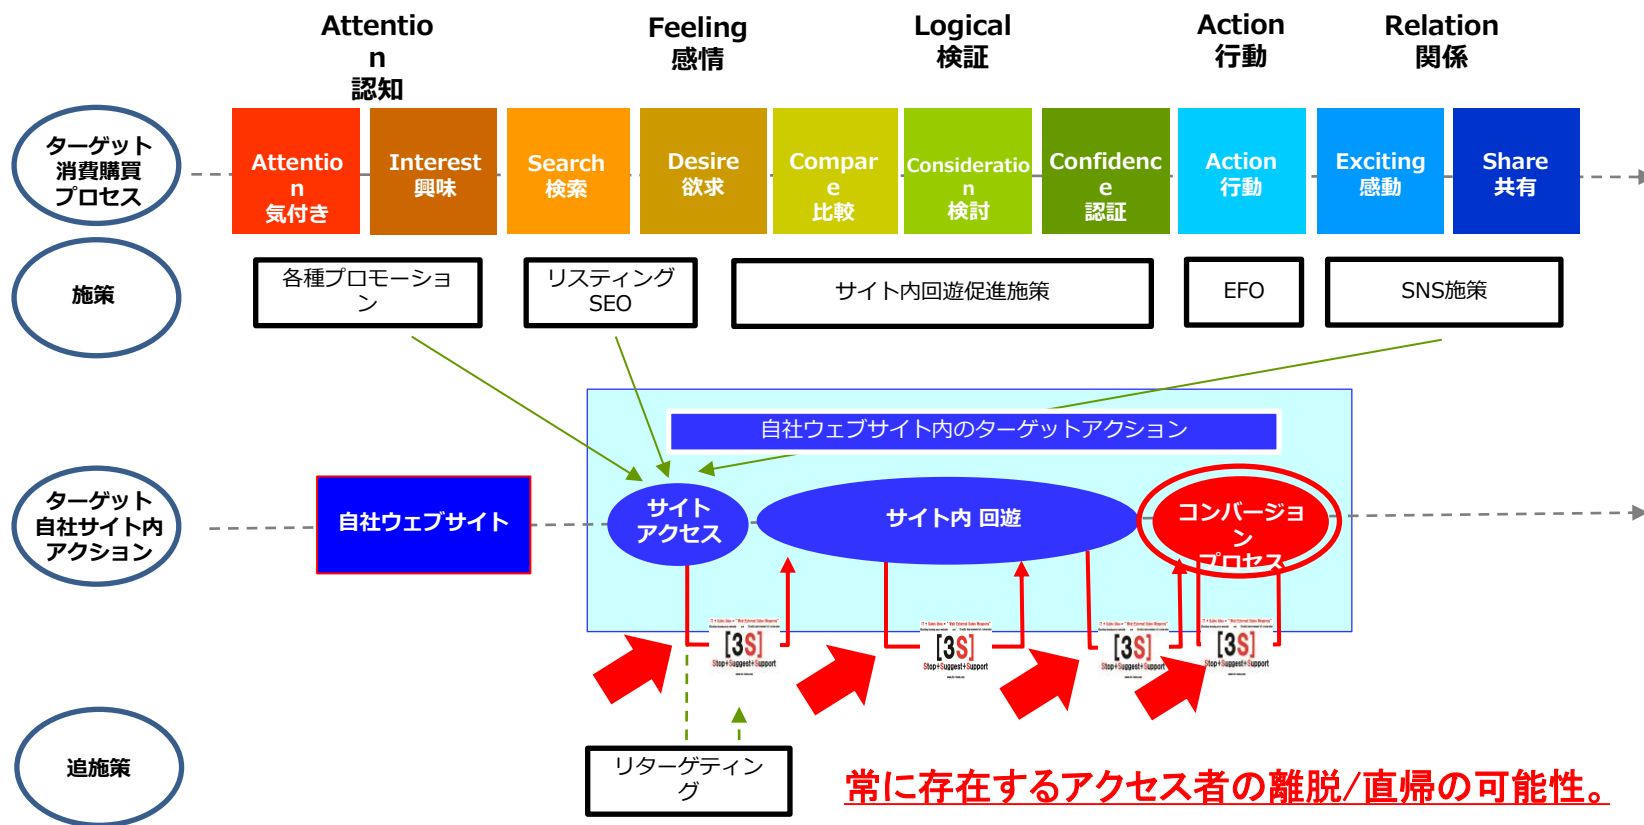 Attentio
n
認知
Feeling
感情
Logical
検証
Action
行動
Relation
関係
ターゲット
消費購買
プロセス
Attentio
n
気付き
Interest
興味
Search
検索
Desire
欲求
Compar
e
比較
Consideratio
n
検討
Confidenc
e
認証
Action
行動
Exciting
感動
Share
共有
施策
各種プロモーショ
ン
リスティング
SEO
サイト内回遊促進施策
EFO
SNS施策
自社ウェブサイト内のターゲットアクション
ターゲット
自社サイト内
アクション
自社ウェブサイト
サイト
アクセス
サイト内 回遊
コンバージョ
ン
プロセス
[3S]
Stop+Suggest+Support
[3S]
Stop+Suggest+Support
[3S]
Stop+Suggest+Support
[3S]
Stop+Suggest+Support
追施策
リターゲティン
グ
常に存在するアクセス者の離脱/直帰の可能性。